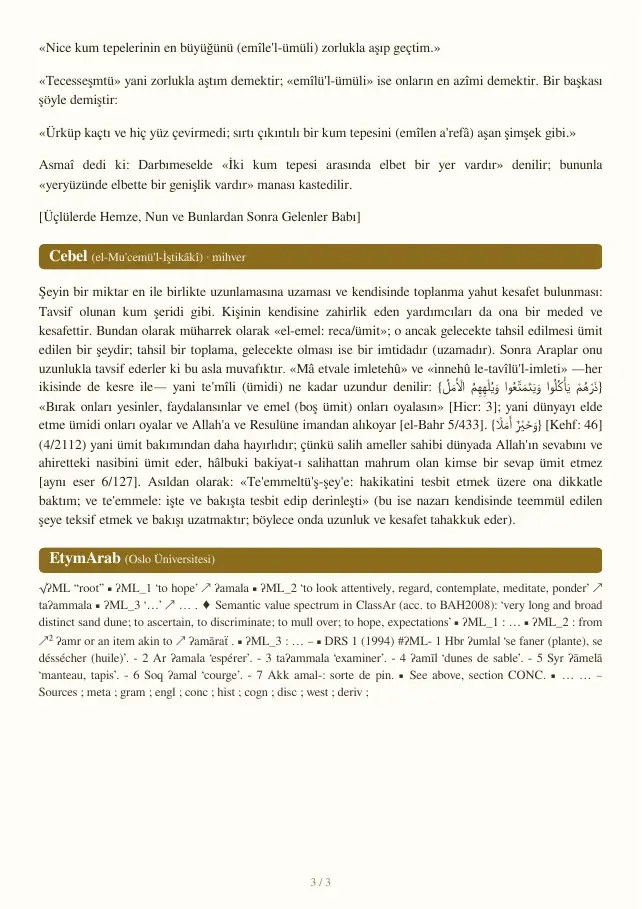 «Nice kum tepelerinin en büyüğünü (emîle'l-ümüli) zorlukla aşıp geçtim.»
«Tecesseşmtü» yani zorlukla aştım demektir; «emîlü'l-ümüli» ise onların en azîmi demektir. Bir başkası
şöyle demiştir:
«Ürküp kaçtı ve hiç yüz çevirmedi; sırtı çıkıntılı bir kum tepesini (emîlen a'refâ) aşan şimşek gibi.»
Asmaî dedi ki: Darbımeselde «İki kum tepesi arasında elbet bir yer vardır» denilir; bununla
«yeryüzünde elbette bir genişlik vardır» manası kastedilir.
[Üçlülerde Hemze, Nun ve Bunlardan Sonra Gelenler Babı]
Cebel (el-Mu'cemü'l-İştikâkî) · mihver
Şeyin bir miktar en ile birlikte uzunlamasına uzaması ve kendisinde toplanma yahut kesafet bulunması:
Tavsif olunan kum şeridi gibi. Kişinin kendisine zahirlik eden yardımcıları da ona bir meded ve
kesafettir. Bundan olarak müharrek olarak «el-emel: reca/ümit»; o ancak gelecekte tahsil edilmesi ümit
edilen bir şeydir; tahsil bir toplama, gelecekte olması ise bir imtidadır (uzamadır). Sonra Araplar onu
uzunlukla tavsif ederler ki bu asla muvafıktır. «Mâ etvale imletehû» ve «innehû le-tavîlü'l-imleti» —her
ikisinde de kesre ile— yani te'mîli (ümidi) ne kadar uzundur denilir: {ذَرْهُمْ يَأْكُلُوا وَيَتَمَتَّعُوا وَيُلْهِهِمُ الْأَمَلُ}
«Bırak onları yesinler, faydalansınlar ve emel (boş ümit) onları oyalasın» [Hicr: 3]; yani dünyayı elde
etme ümidi onları oyalar ve Allah'a ve Resulüne imandan alıkoyar [el-Bahr 5/433]. {وَخَيْرٌ أَمَلًا} [Kehf: 46]
(4/2112) yani ümit bakımından daha hayırlıdır; çünkü salih ameller sahibi dünyada Allah'ın sevabını ve
ahiretteki nasibini ümit eder, hâlbuki bakiyat-ı salihattan mahrum olan kimse bir sevap ümit etmez
[aynı eser 6/127]. Asıldan olarak: «Te'emmeltü'ş-şey'e: hakikatini tesbit etmek üzere ona dikkatle
baktım; ve te'emmele: işte ve bakışta tesbit edip derinleşti» (bu ise nazarı kendisinde teemmül edilen
şeye teksif etmek ve bakışı uzatmaktır; böylece onda uzunluk ve kesafet tahakkuk eder).
EtymArab (Oslo Üniversitesi)
√ʔML “root” ▪ ʔML_1 ‘to hope’ ↗ ʔamala ▪ ʔML_2 ‘to look attentively, regard, contemplate, meditate, ponder’ ↗
taʔammala ▪ ʔML_3 ‘…’ ↗ … . ♦ Semantic value spectrum in ClassAr (acc. to BAH2008): ‘very long and broad
distinct sand dune; to ascertain, to discriminate; to mull over; to hope, expectations’ ▪ ʔML_1 : … ▪ ʔML_2 : from
↗² ʔamr or an item akin to ↗ ʔamāraẗ . ▪ ʔML_3 : … – ▪ DRS 1 (1994) #ʔML- 1 Hbr ʔumlal ‘se faner (plante), se
déssécher (huile)’. - 2 Ar ʔamala ‘espérer’. - 3 taʔammala ‘examiner’. - 4 ʔamīl ‘dunes de sable’. - 5 Syr ʔāmelā
‘manteau, tapis’. - 6 Soq ʔamal ‘courge’. - 7 Akk amal-: sorte de pin. ▪ See above, section CONC. ▪ … … –
Sources ; meta ; gram ; engl ; conc ; hist ; cogn ; disc ; west ; deriv ;
3 / 3